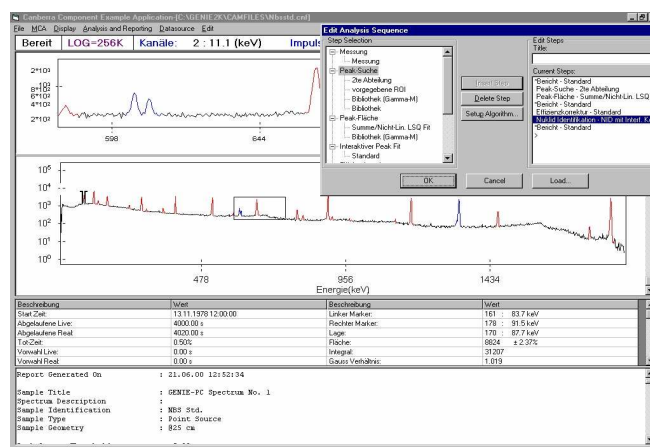 Canberra Component Example Application-[C:\GENIE2K\CAMFILES\Nbsstd.cnf]
File MCA Display Analysis and Reporting Datasource Edit
Bereit LOG=256K Kanäle: 2 : 11.1 (keV) Impuls
Edit Analysis Sequence
Step Selection
Messung
Messung
Peak-Suche
2te Abteilung
vorgegebene ROI
Bibliothek (Gamma-M)
Bibliothek
Peak-Fläche
Summe/Nicht-Lin. LSQ Fit
Bibliothek (Gamma-M)
Interaktiver Peak Fit
Standard
Insert Step
Delete Step
Setup Algorithm...
Edit Steps
Title:
Current Steps:
*Bericht - Standard
Peak-Suche - 2te Abteilung
Peak-Fläche - Summe/Nicht-Lin. LSQ
*Bericht - Standard
Effizienzkorrektur - Standard
Nuklid Identifikation - NID mit Interf. K
*Bericht - Standard
>
OK Cancel Load...
598 644
10⁵
10⁴
10³
10²
10¹
10⁰
478 956 1434
Energie(keV)
Beschreibung Wert Beschreibung Wert
Start Zeit: 13.11.1978 12:00:00 Linker Marker: 161 : 83.7 keV
Abgelaufene Live: 4000.00 s Rechter Marker: 178 : 91.5 keV
Abgelaufene Real: 4020.00 s Lage: 170 : 87.7 keV
Tot-Zeit: 0.50% Fläche: 8824 ± 2.37%
Vorwahl Live: 0.00 s Integral: 31207
Vorwahl Real: 0.00 s Gauss Verhältnis: 1.019
Report Generated On : 21.06.00 12:52:34
Sample Title : GENIE-PC Spectrum No. 1
Spectrum Description :
Sample Identification : NBS Std.
Sample Type : Point Source
Sample Geometry : @25 cm